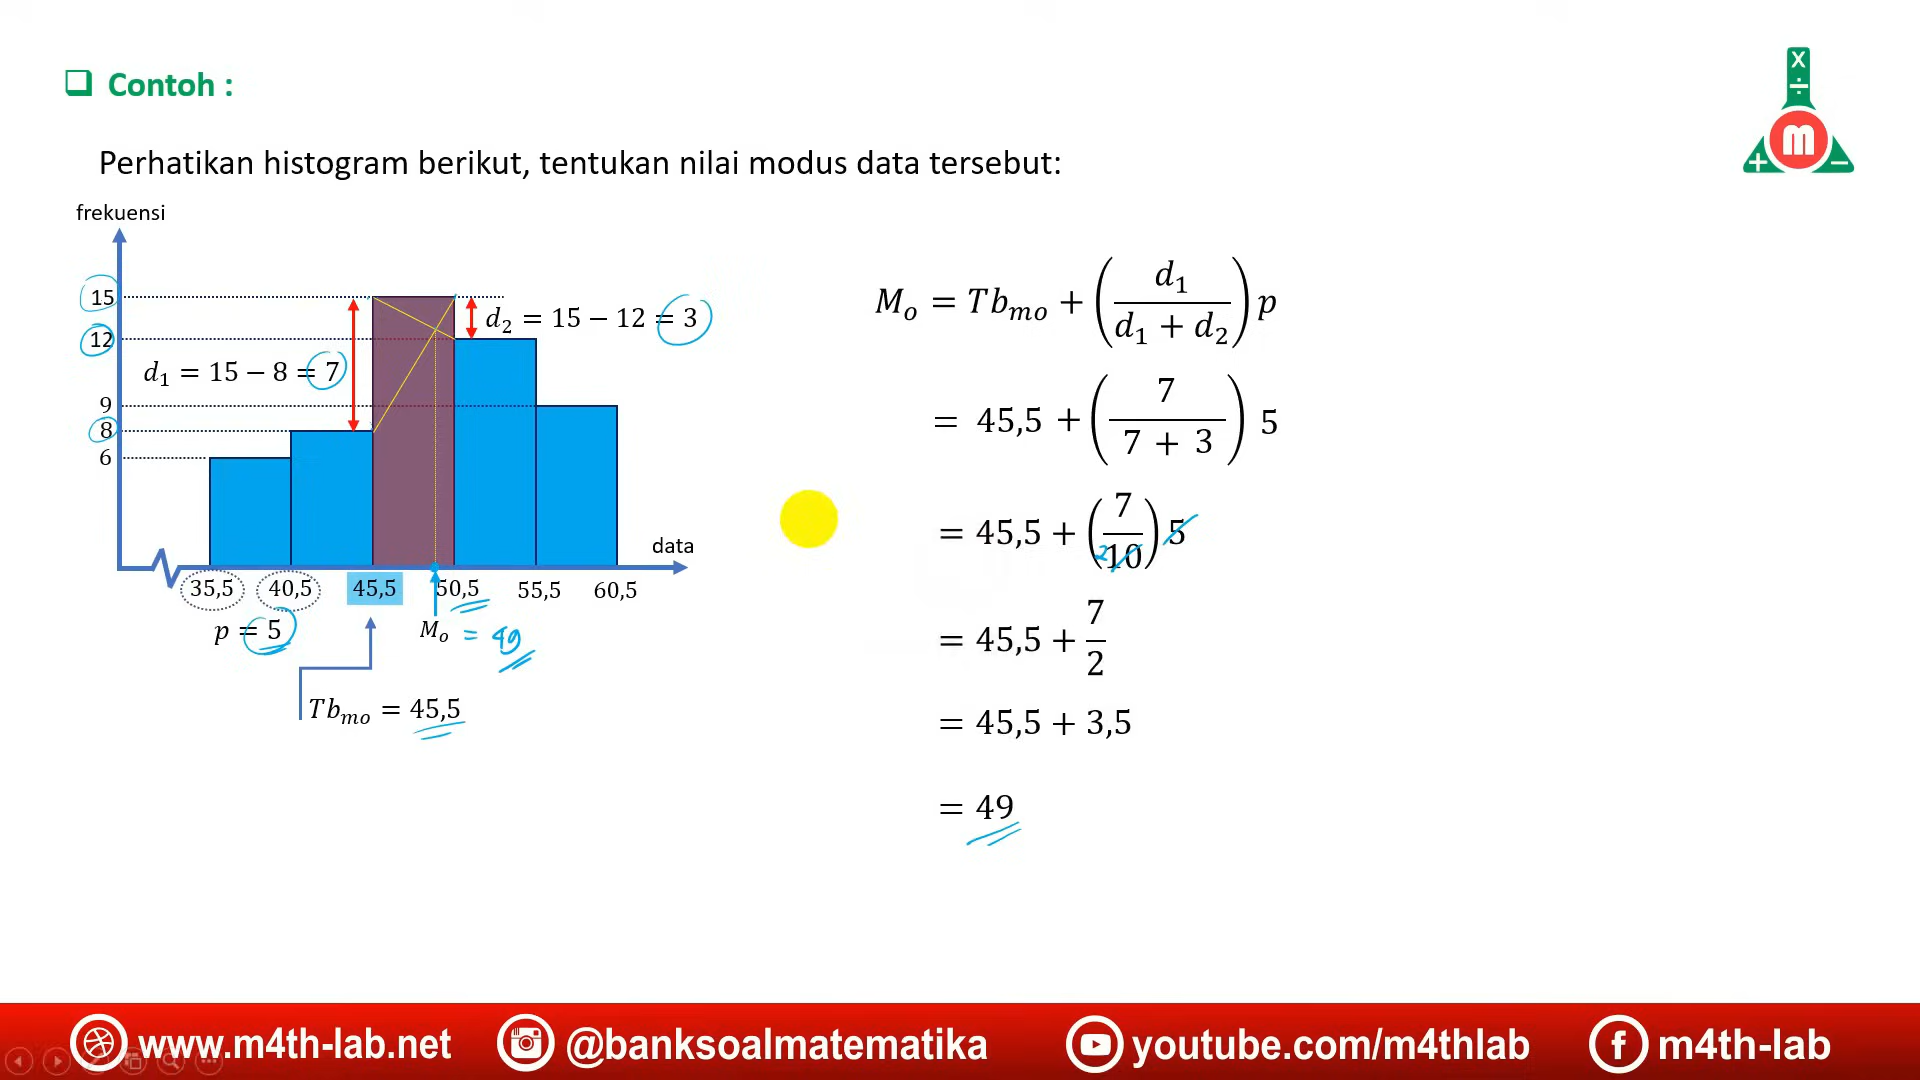 ❑ Contoh :
Perhatikan histogram berikut, tentukan nilai modus data tersebut:
frekuensi
15
12
9
8
6
d₁ = 15 − 8 = 7
d₂ = 15 − 12 = 3
data
35,5 40,5 45,5 50,5 55,5 60,5
p = 5
Mₒ = 49
Tb_mo = 45,5
Mₒ = Tb_mo + (d₁ / (d₁ + d₂)) p
= 45,5 + (7 / (7 + 3)) 5
= 45,5 + (7 / 10) 5
2
= 45,5 + 7/2
= 45,5 + 3,5
= 49
X
÷
m
+ −
www.m4th-lab.net
@banksoalmatematika
youtube.com/m4thlab
f m4th-lab